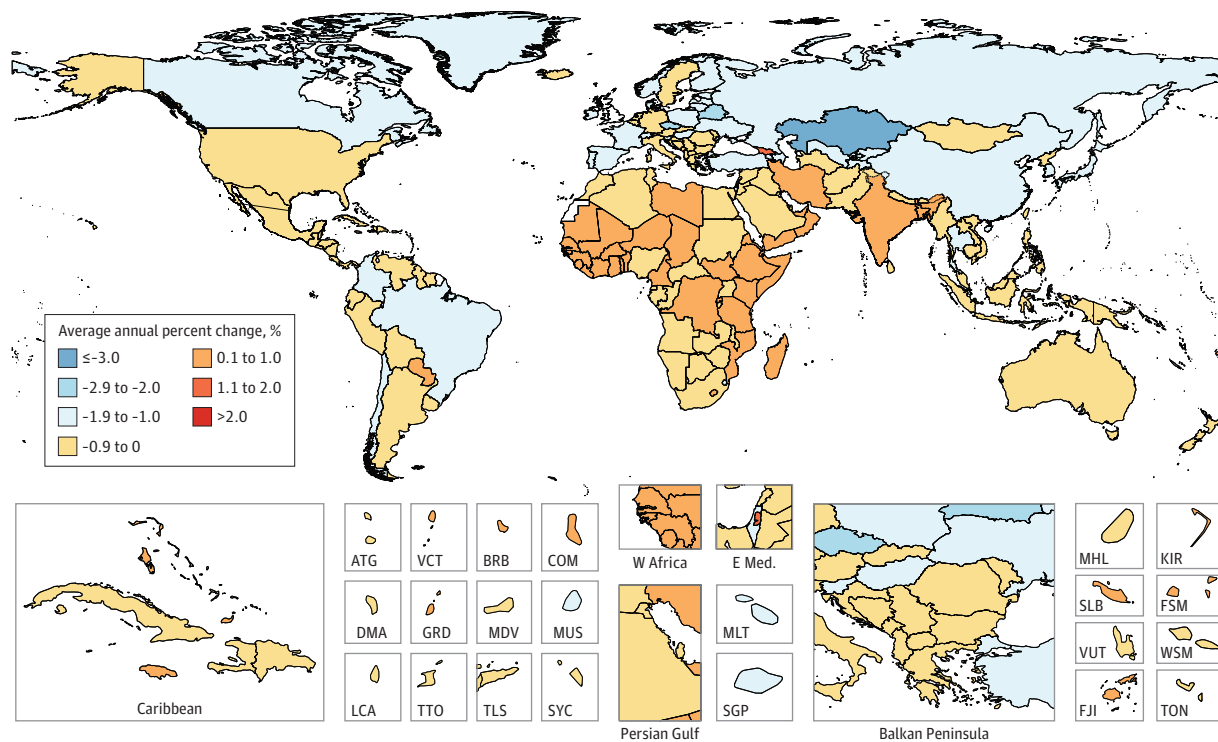 Average annual percent change, %
≤-3.0
0.1 to 1.0
-2.9 to -2.0
1.1 to 2.0
-1.9 to -1.0
>2.0
-0.9 to 0
Caribbean
ATG
VCT
BRB
COM
DMA
GRD
MDV
MUS
LCA
TTO
TLS
SYC
W Africa
E Med.
Persian Gulf
MLT
SGP
Balkan Peninsula
MHL
KIR
SLB
FSM
VUT
WSM
FJI
TON